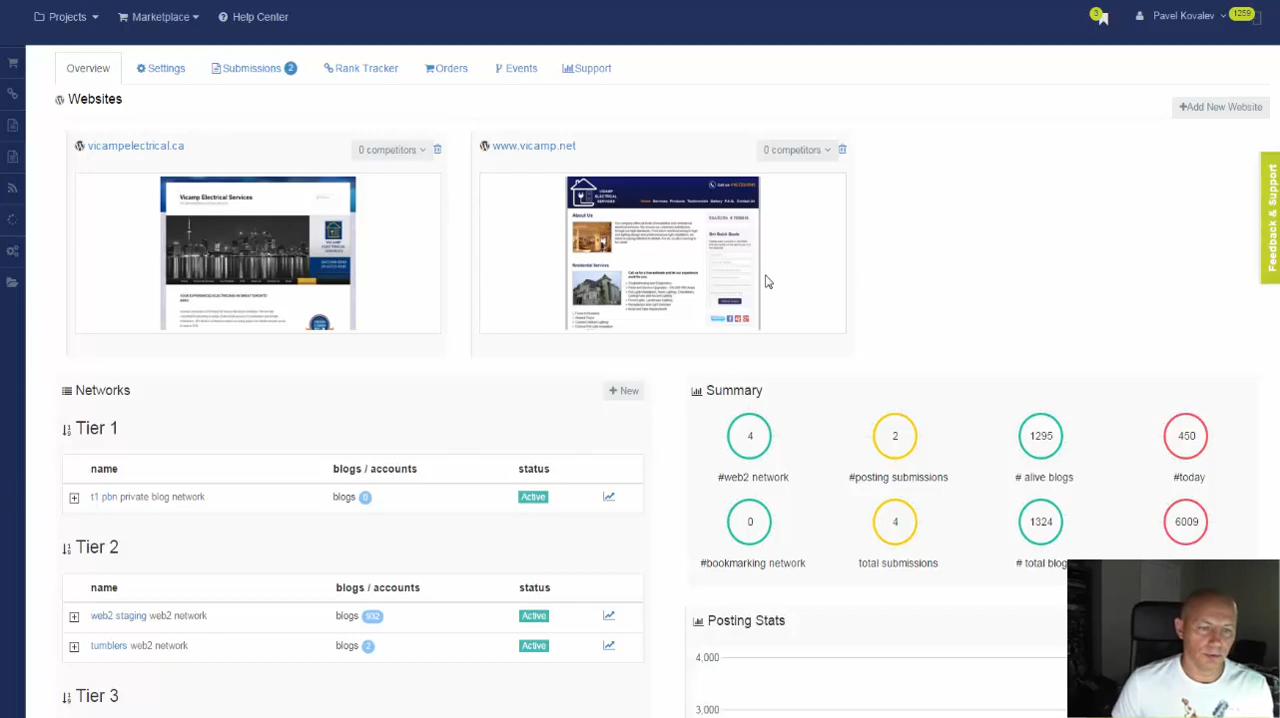 Projects Marketplace Help Center 3 Pavel Kovalev 1259
Overview Settings Submissions 2 Rank Tracker Orders Events Support
Websites
+Add New Website
vicampelectrical.ca 0 competitors
www.vicamp.net 0 competitors
Vicamp Electrical Services
VICAMP
ELECTRICAL
SERVICES
About Us
Residential Services
Feedback & Support
Networks + New
Tier 1
name blogs / accounts status
t1 pbn private blog network blogs 0 Active
Tier 2
name blogs / accounts status
web2 staging web2 network blogs Active
tumblers web2 network blogs 2 Active
Tier 3
Summary
4 2 1295 450
#web2 network #posting submissions # alive blogs #today
0 4 1324 6009
#bookmarking network total submissions # total blog
Posting Stats
4,000
3,000